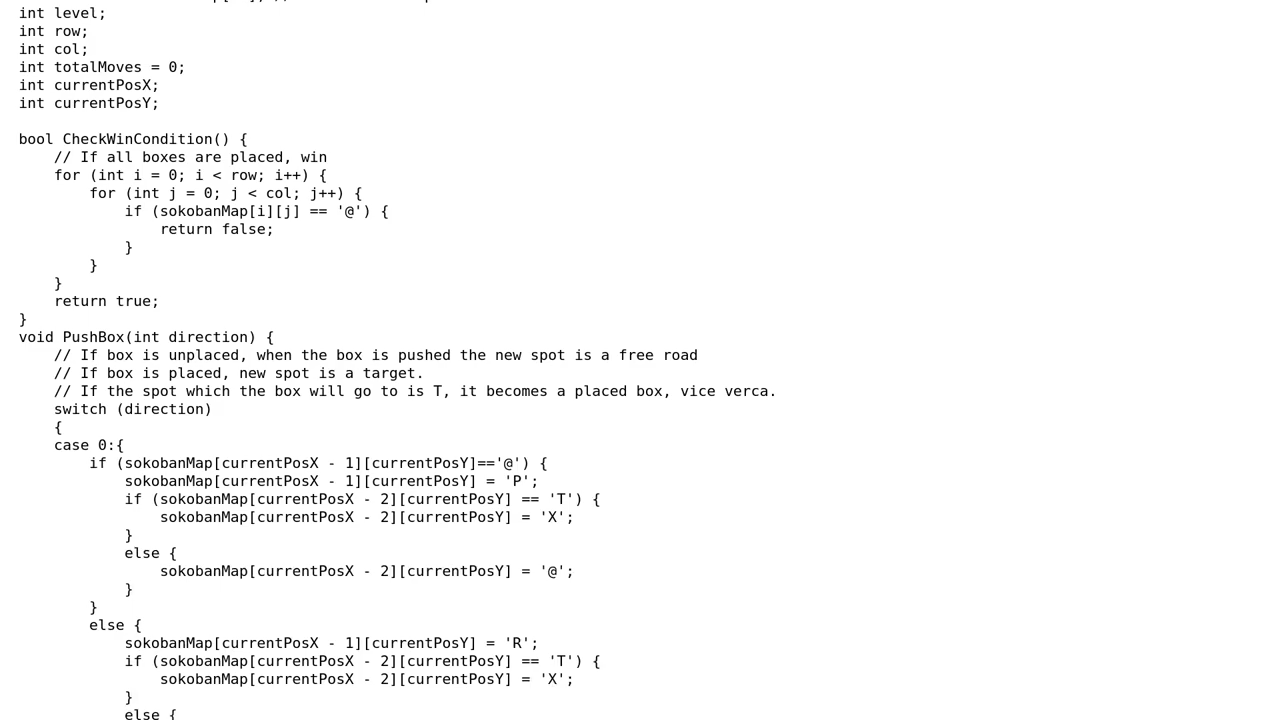 int level;
int row;
int col;
int totalMoves = 0;
int currentPosX;
int currentPosY;

bool CheckWinCondition() {
    // If all boxes are placed, win
    for (int i = 0; i < row; i++) {
        for (int j = 0; j < col; j++) {
            if (sokobanMap[i][j] == '@') {
                return false;
            }
        }
    }
    return true;
}
void PushBox(int direction) {
    // If box is unplaced, when the box is pushed the new spot is a free road
    // If box is placed, new spot is a target.
    // If the spot which the box will go to is T, it becomes a placed box, vice verca.
    switch (direction)
    {
    case 0:{
        if (sokobanMap[currentPosX - 1][currentPosY]=='@') {
            sokobanMap[currentPosX - 1][currentPosY] = 'P';
            if (sokobanMap[currentPosX - 2][currentPosY] == 'T') {
                sokobanMap[currentPosX - 2][currentPosY] = 'X';
            }
            else {
                sokobanMap[currentPosX - 2][currentPosY] = '@';
            }
        }
        else {
            sokobanMap[currentPosX - 1][currentPosY] = 'R';
            if (sokobanMap[currentPosX - 2][currentPosY] == 'T') {
                sokobanMap[currentPosX - 2][currentPosY] = 'X';
            }
            else {